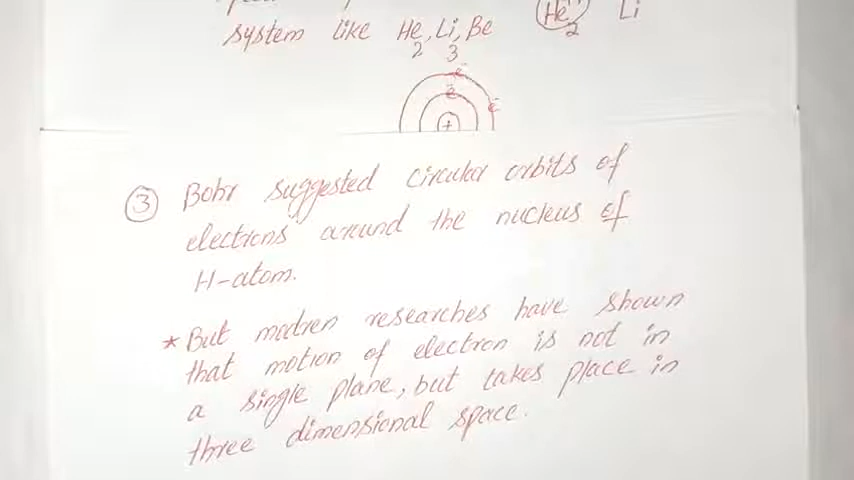 system like He, Li, Be
2 3
He 2 Li
e
e e
+
3 Bohr suggested circular orbits of
electrons around the nucleus of
H-atom.
* But modren researches have shown
that motion of electron is not in
a single plane, but takes place in
three dimensional space.